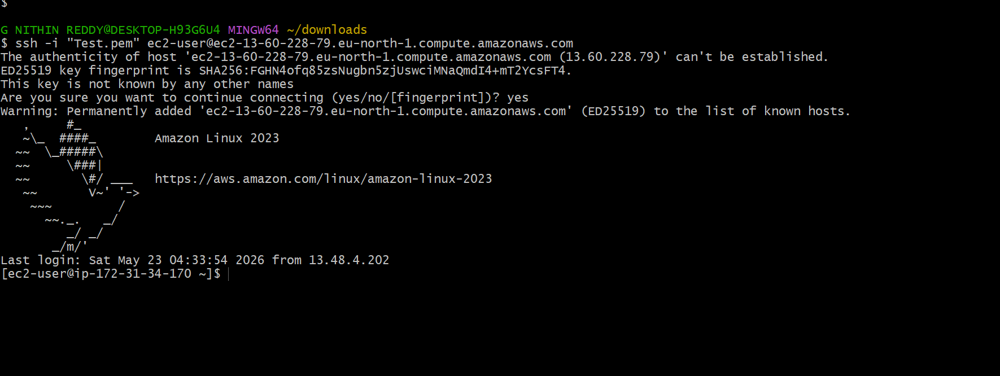 $
G NITHIN REDDY@DESKTOP-H93G6U4 MINGW64 ~/downloads
$ ssh -i "Test.pem" ec2-user@ec2-13-60-228-79.eu-north-1.compute.amazonaws.com
The authenticity of host 'ec2-13-60-228-79.eu-north-1.compute.amazonaws.com (13.60.228.79)' can't be established.
ED25519 key fingerprint is SHA256:FGHN4ofq85zsNugbn5zjUswciMNaQmdI4+mT2YcsFT4.
This key is not known by any other names
Are you sure you want to continue connecting (yes/no/[fingerprint])? yes
Warning: Permanently added 'ec2-13-60-228-79.eu-north-1.compute.amazonaws.com' (ED25519) to the list of known hosts.
   ,     #_
   ~\_  ####_        Amazon Linux 2023
  ~~  \_#####\
  ~~     \###|
  ~~       \#/ ___   https://aws.amazon.com/linux/amazon-linux-2023
   ~~       V~' '->
    ~~~         /
      ~~._.   _/
         _/ _/
       _/m/'
Last login: Sat May 23 04:33:54 2026 from 13.48.4.202
[ec2-user@ip-172-31-34-170 ~]$